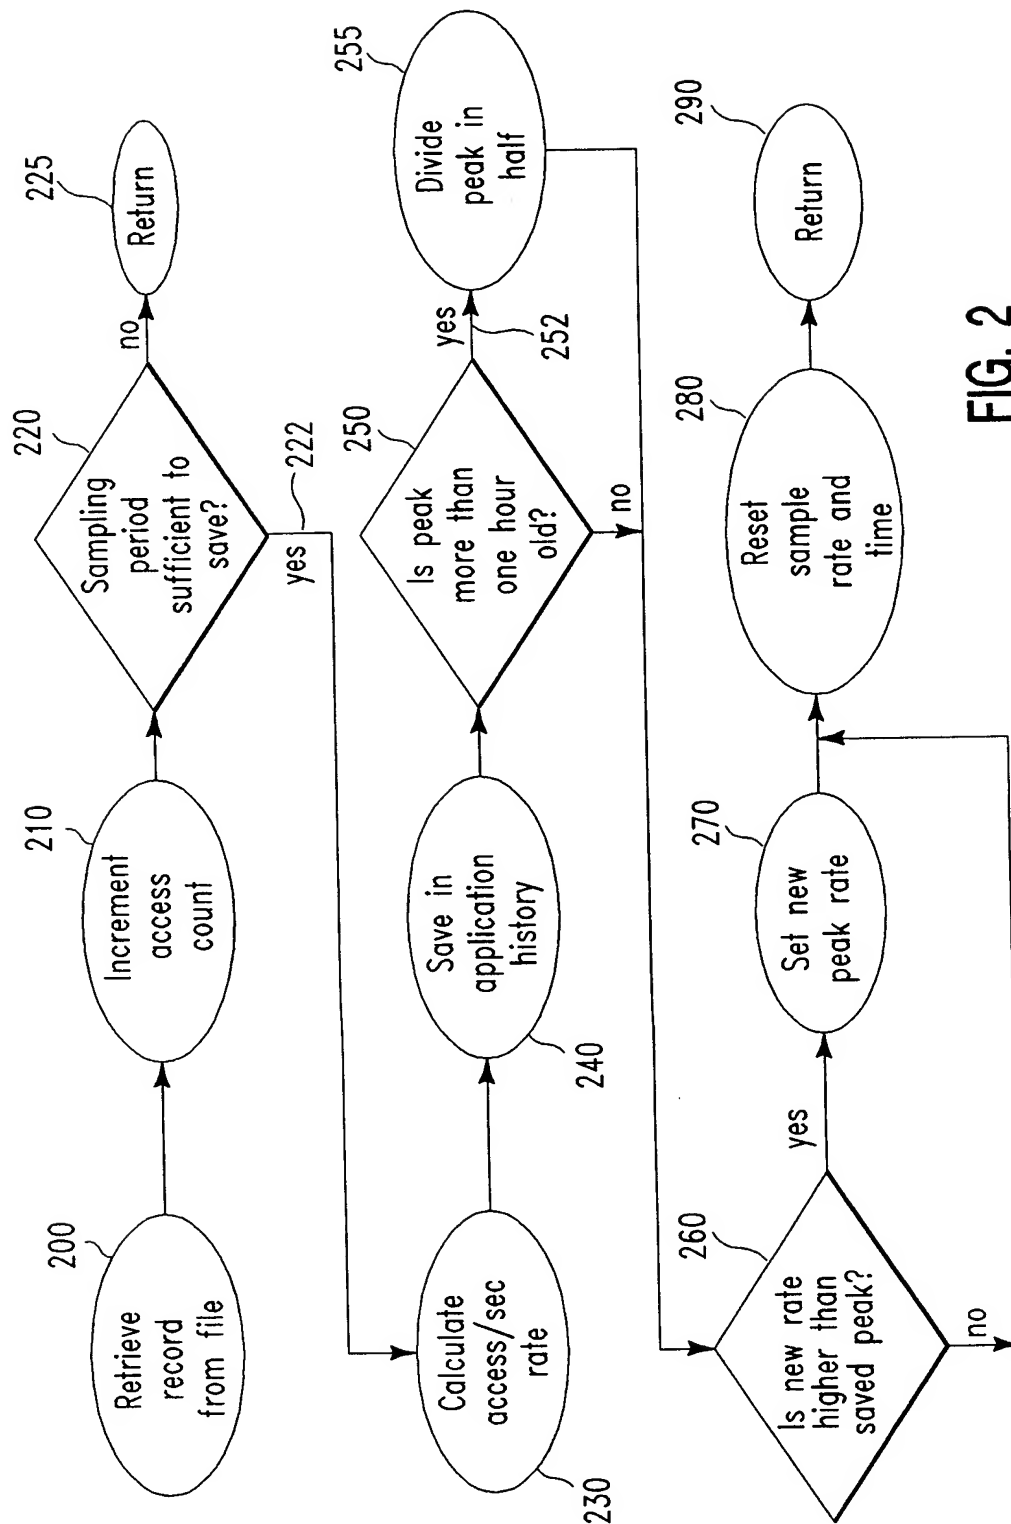 200
Retrieve
record
from file
210
Increment
access
count
220
Sampling
period
sufficient to
save?
no
225
Return
yes
222
Calculate
access/sec
rate
230
Save in
application
history
240
250
Is peak
more than
one hour
old?
yes
252
no
255
Divide
peak in
half
260
Is new rate
higher than
saved peak?
yes
no
270
Set new
peak rate
280
Reset
sample
rate and
time
290
Return
FIG. 2